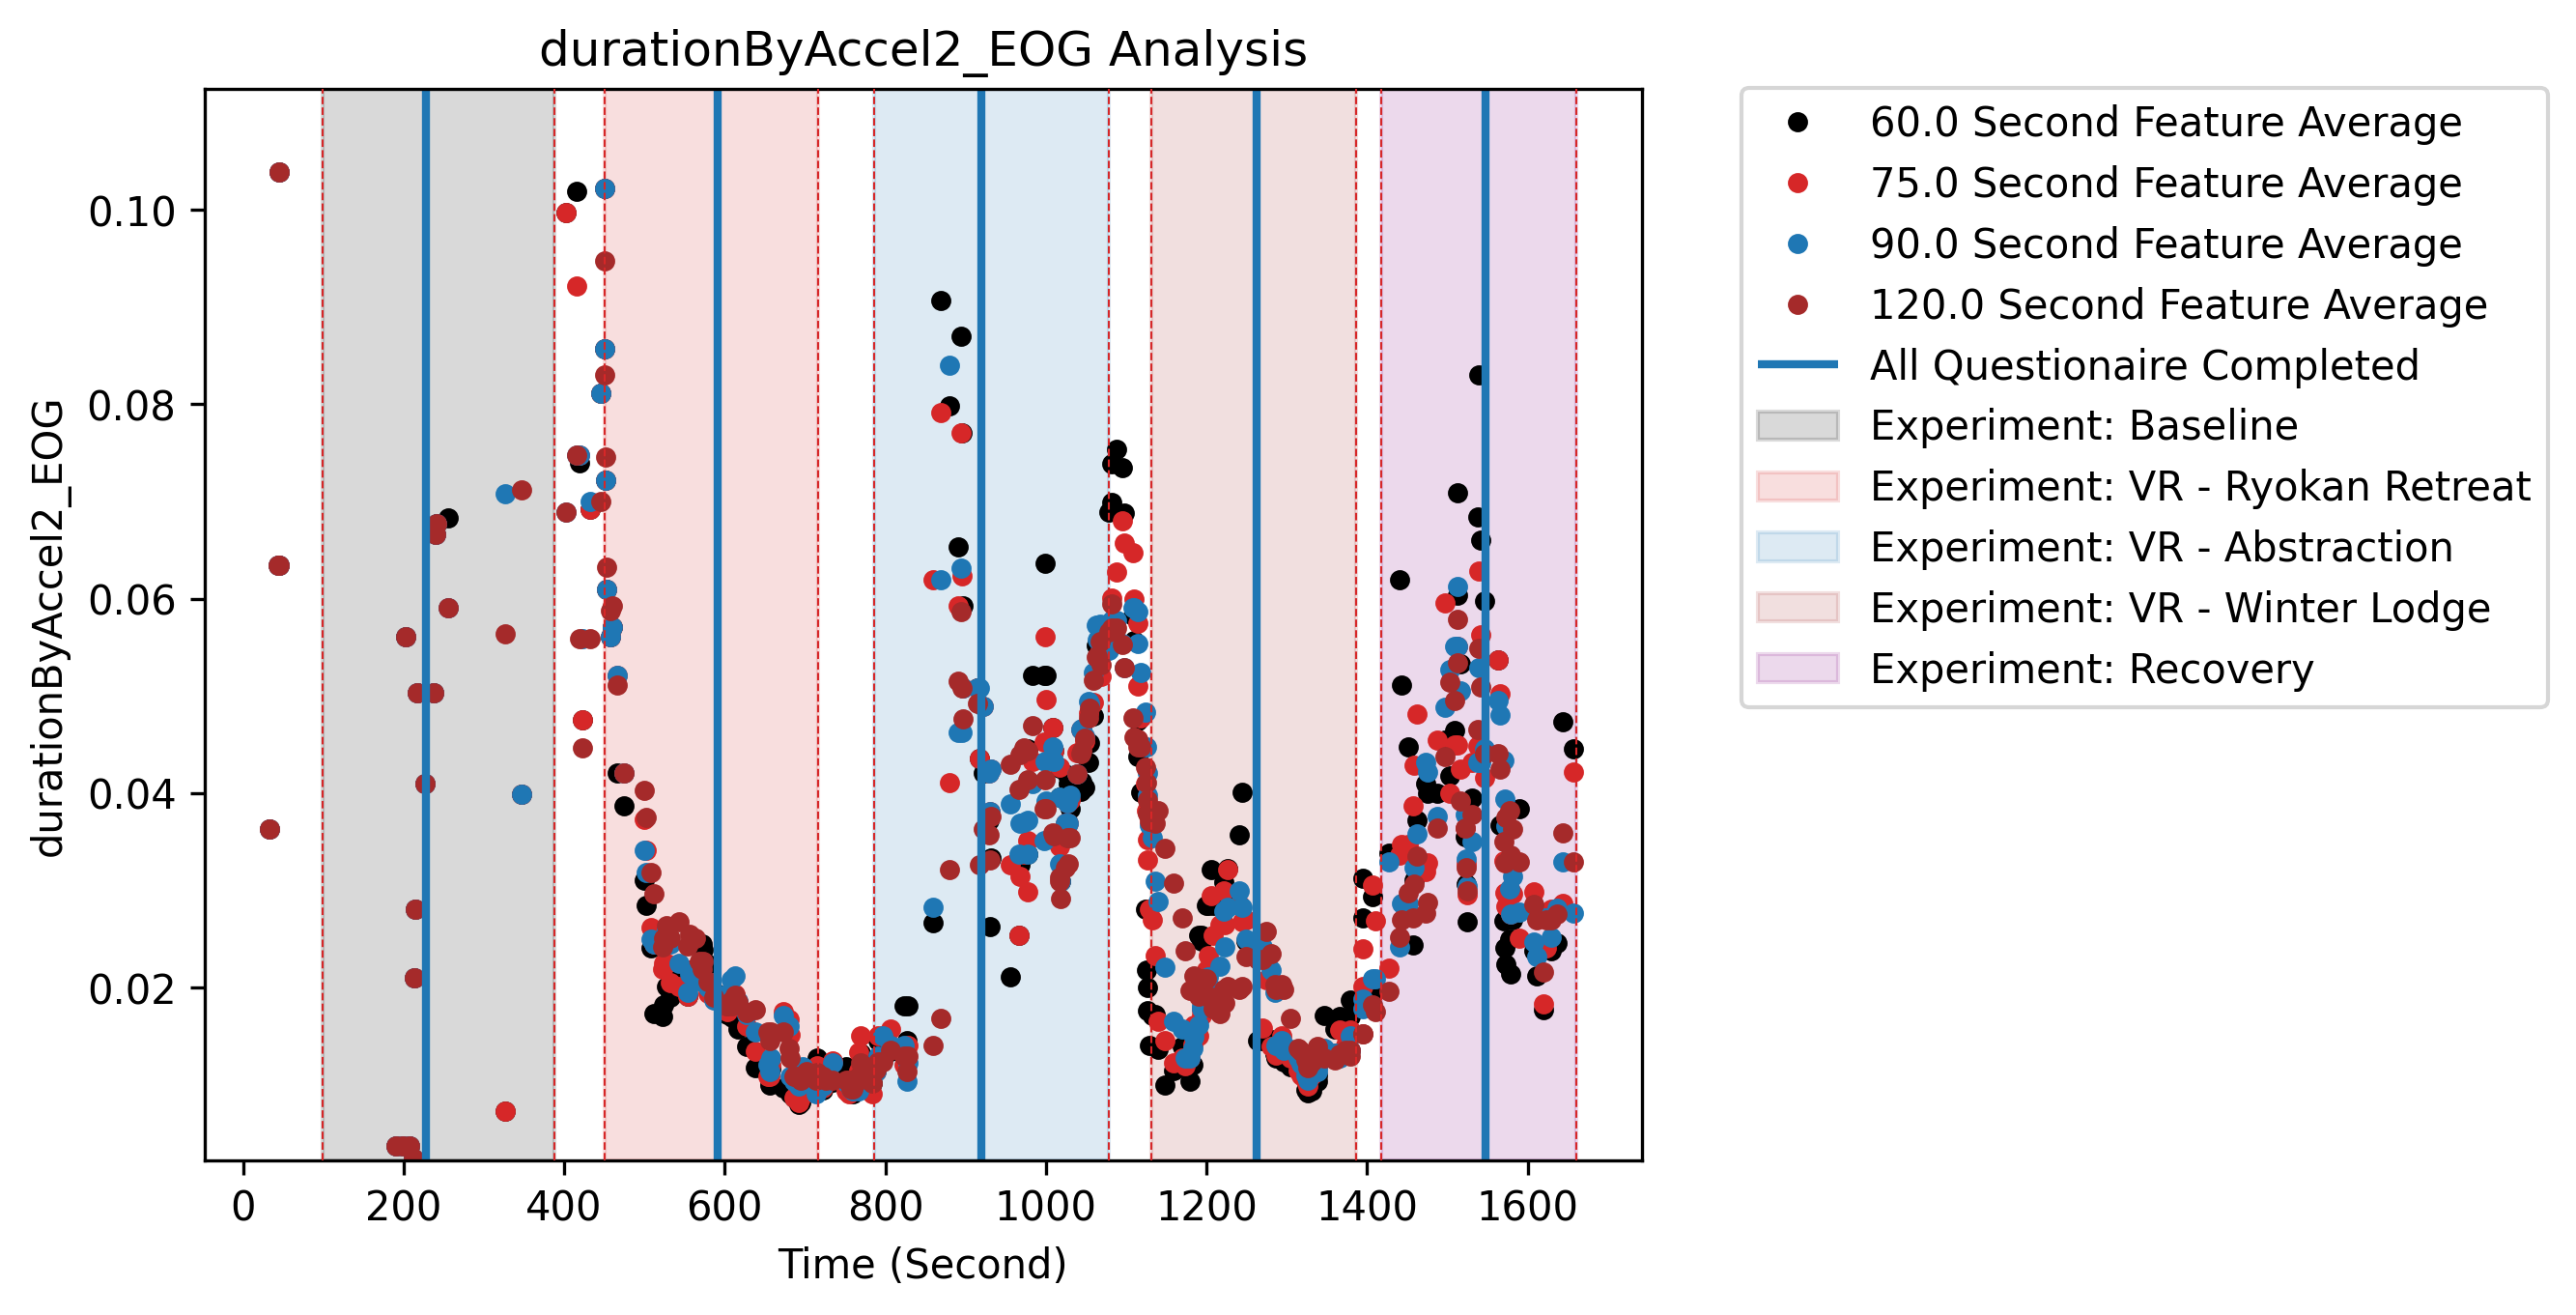 durationByAccel2_EOG Analysis
durationByAccel2_EOG
0.10
0.08
0.06
0.04
0.02
0
200
400
600
800
1000
1200
1400
1600
Time (Second)
60.0 Second Feature Average
75.0 Second Feature Average
90.0 Second Feature Average
120.0 Second Feature Average
All Questionaire Completed
Experiment: Baseline
Experiment: VR - Ryokan Retreat
Experiment: VR - Abstraction
Experiment: VR - Winter Lodge
Experiment: Recovery